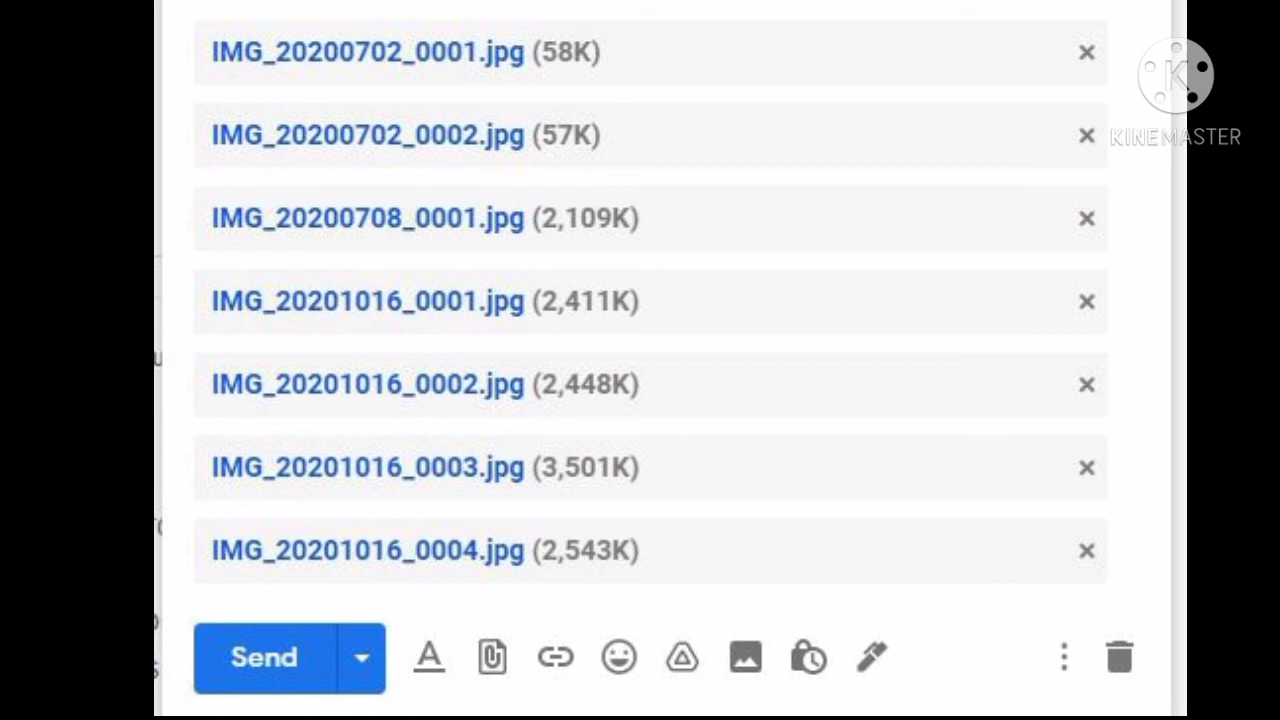 IMG_20200702_0001.jpg (58K)
IMG_20200702_0002.jpg (57K)
IMG_20200708_0001.jpg (2,109K)
IMG_20201016_0001.jpg (2,411K)
IMG_20201016_0002.jpg (2,448K)
IMG_20201016_0003.jpg (3,501K)
IMG_20201016_0004.jpg (2,543K)
Send
K
KINEMASTER